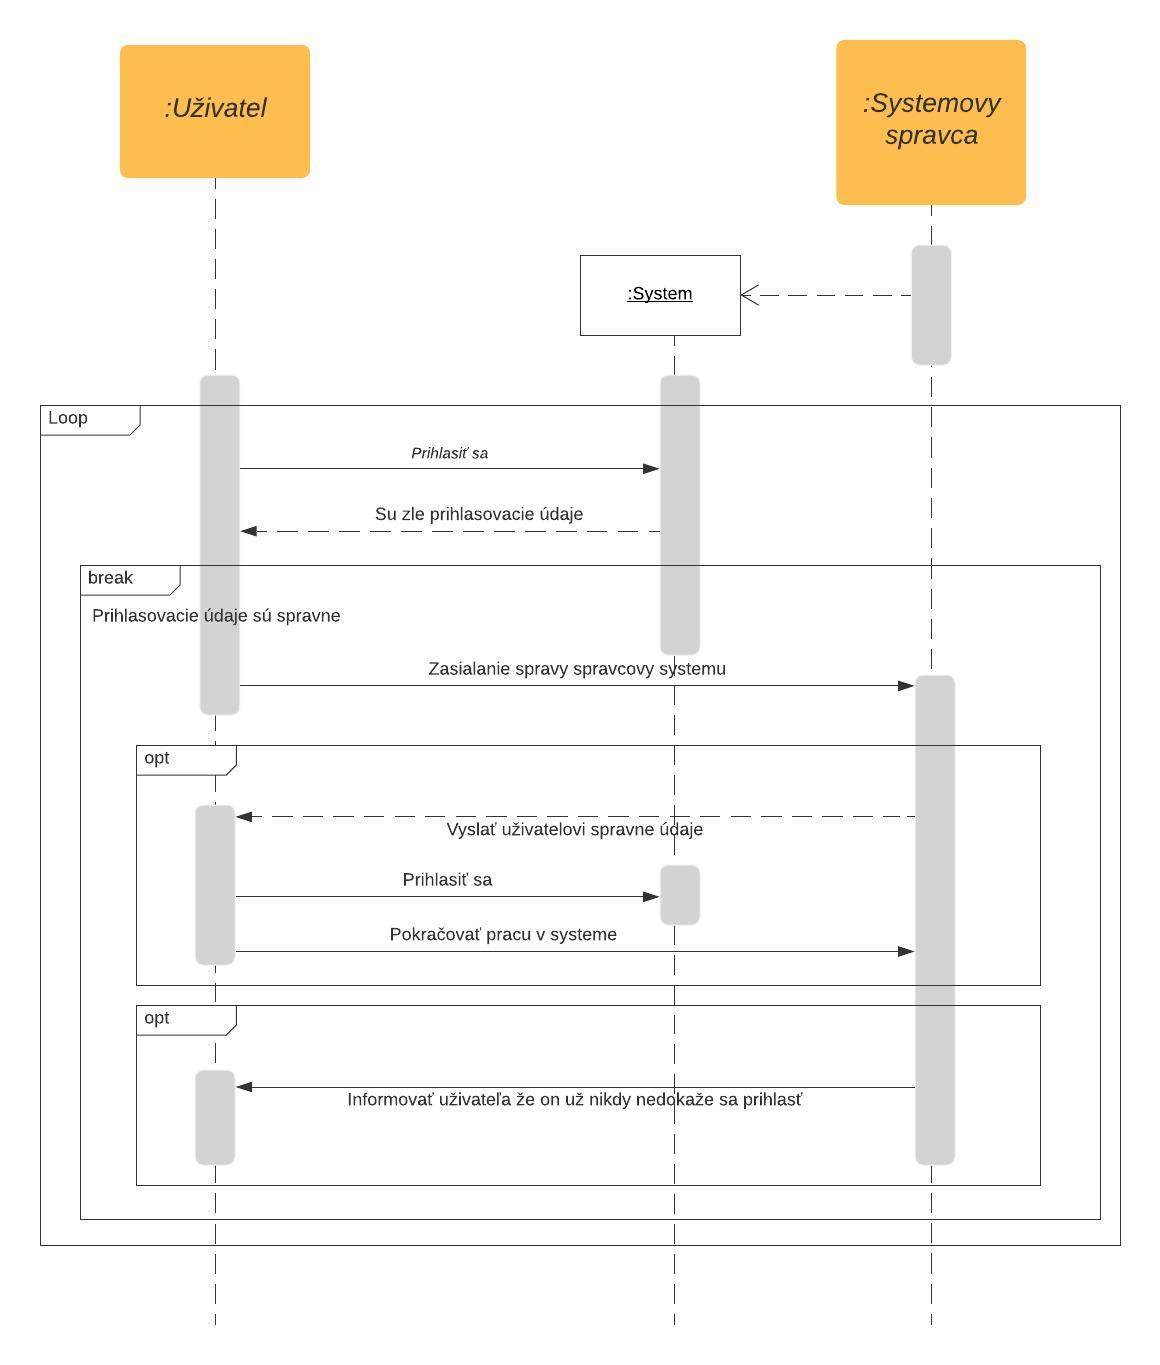 :Uživatel
:Systemovy
spravca
:System
Loop
Prihlasiť sa
Su zle prihlasovacie údaje
break
Prihlasovacie údaje sú spravne
Zasialanie spravy spravcovy systemu
opt
Vyslať uživatelovi spravne údaje
Prihlasiť sa
Pokračovať pracu v systeme
opt
Informovať uživateľa že on už nikdy nedokaže sa prihlasť